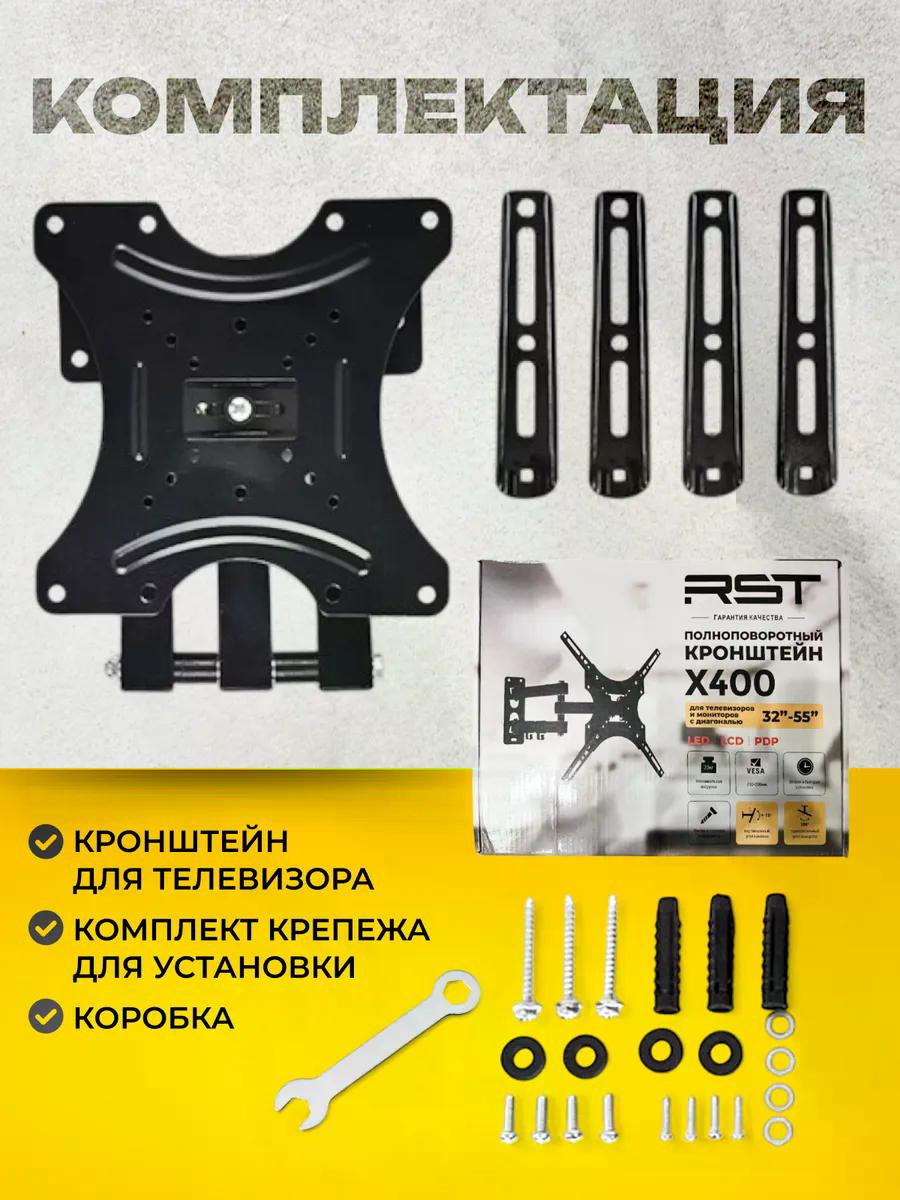 КОМПЛЕКТАЦИЯ
RST
ГАРАНТИЯ КАЧЕСТВА
ПОЛНОПОВОРОТНЫЙ
КРОНШТЕЙН
X400
для телевизоров
и мониторов
с диагональю
32”-55”
LED | LCD | PDP
VESA
КРОНШТЕЙН
ДЛЯ ТЕЛЕВИЗОРА
КОМПЛЕКТ КРЕПЕЖА
ДЛЯ УСТАНОВКИ
КОРОБКА